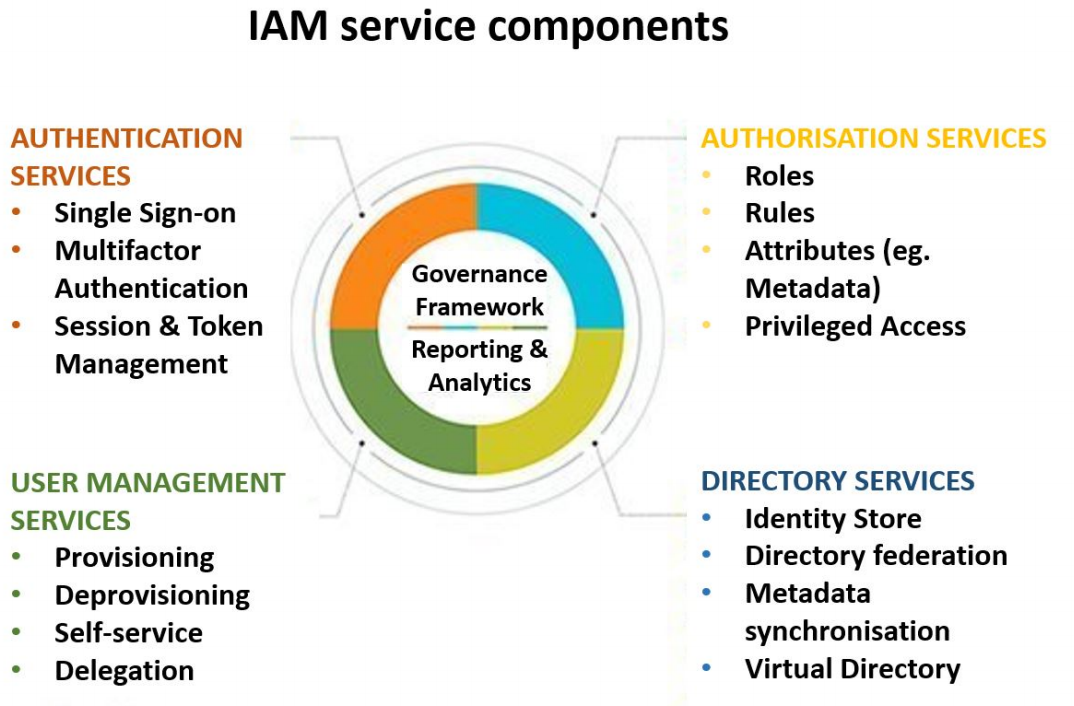 IAM service components
AUTHENTICATION
SERVICES
• Single Sign-on
• Multifactor
Authentication
• Session & Token
Management
AUTHORISATION SERVICES
• Roles
• Rules
• Attributes (eg.
Metadata)
• Privileged Access
Governance
Framework
Reporting &
Analytics
USER MANAGEMENT
SERVICES
• Provisioning
• Deprovisioning
• Self-service
• Delegation
DIRECTORY SERVICES
• Identity Store
• Directory federation
• Metadata
synchronisation
• Virtual Directory